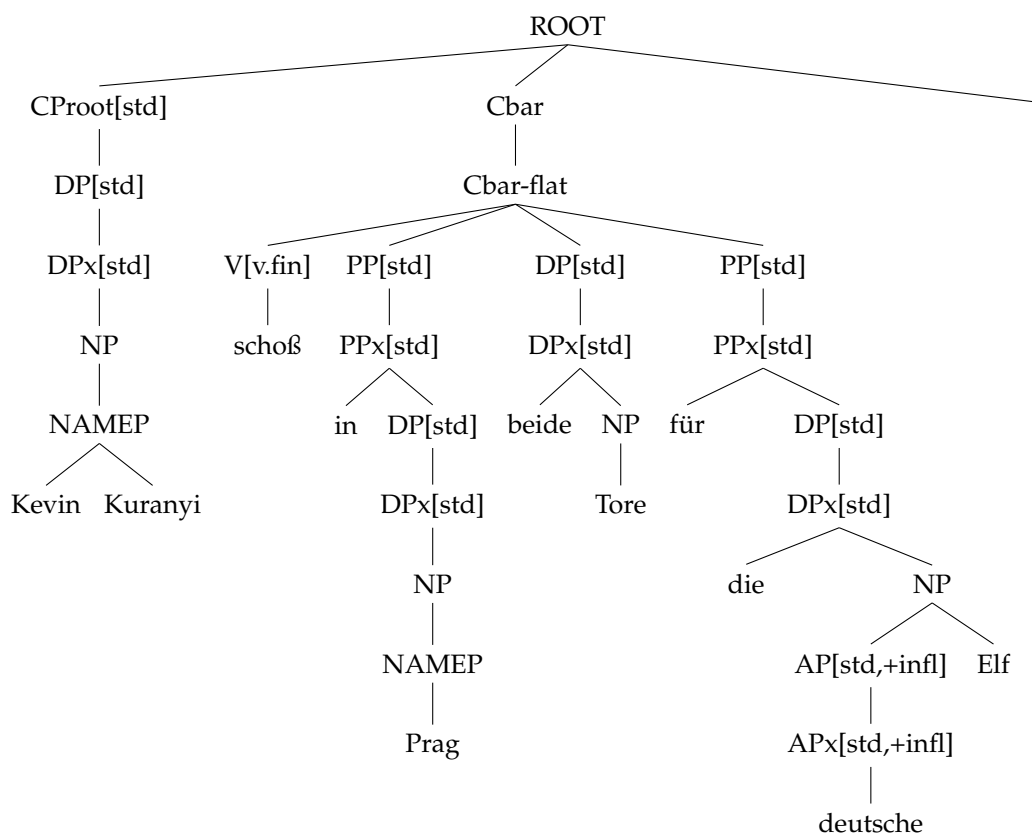 ROOT
CProot[std] Cbar
DP[std] Cbar-flat
DPx[std] V[v.fin] PP[std] DP[std] PP[std]
NP schoß PPx[std] DPx[std] PPx[std]
NAMEP in DP[std] beide NP für DP[std]
Kevin Kuranyi DPx[std] Tore DPx[std]
NP die NP
NAMEP AP[std,+infl] Elf
Prag APx[std,+infl]
deutsche